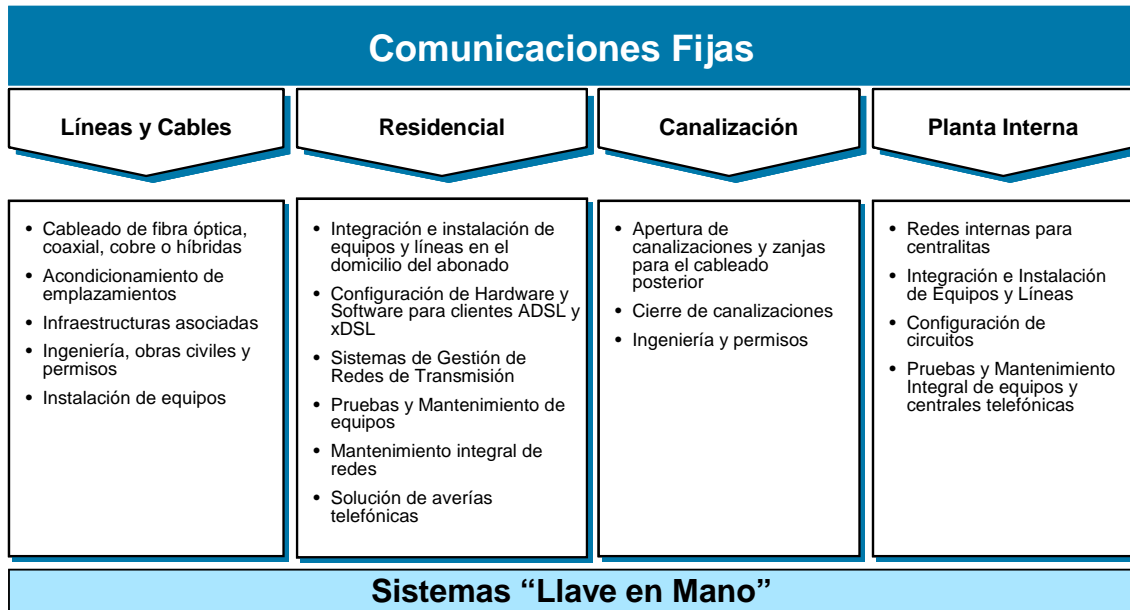 Comunicaciones Fijas
Líneas y Cables
Residencial
Canalización
Planta Interna
• Cableado de fibra óptica,
coaxial, cobre o híbridas
• Acondicionamiento de
emplazamientos
• Infraestructuras asociadas
• Ingeniería, obras civiles y
permisos
• Instalación de equipos
• Integración e instalación de
equipos y líneas en el
domicilio del abonado
• Configuración de Hardware y
Software para clientes ADSL y
xDSL
• Sistemas de Gestión de
Redes de Transmisión
• Pruebas y Mantenimiento de
equipos
• Mantenimiento integral de
redes
• Solución de averías
telefónicas
• Apertura de
canalizaciones y zanjas
para el cableado
posterior
• Cierre de canalizaciones
• Ingeniería y permisos
• Redes internas para
centralitas
• Integración e Instalación
de Equipos y Líneas
• Configuración de
circuitos
• Pruebas y Mantenimiento
Integral de equipos y
centrales telefónicas
Sistemas “Llave en Mano”